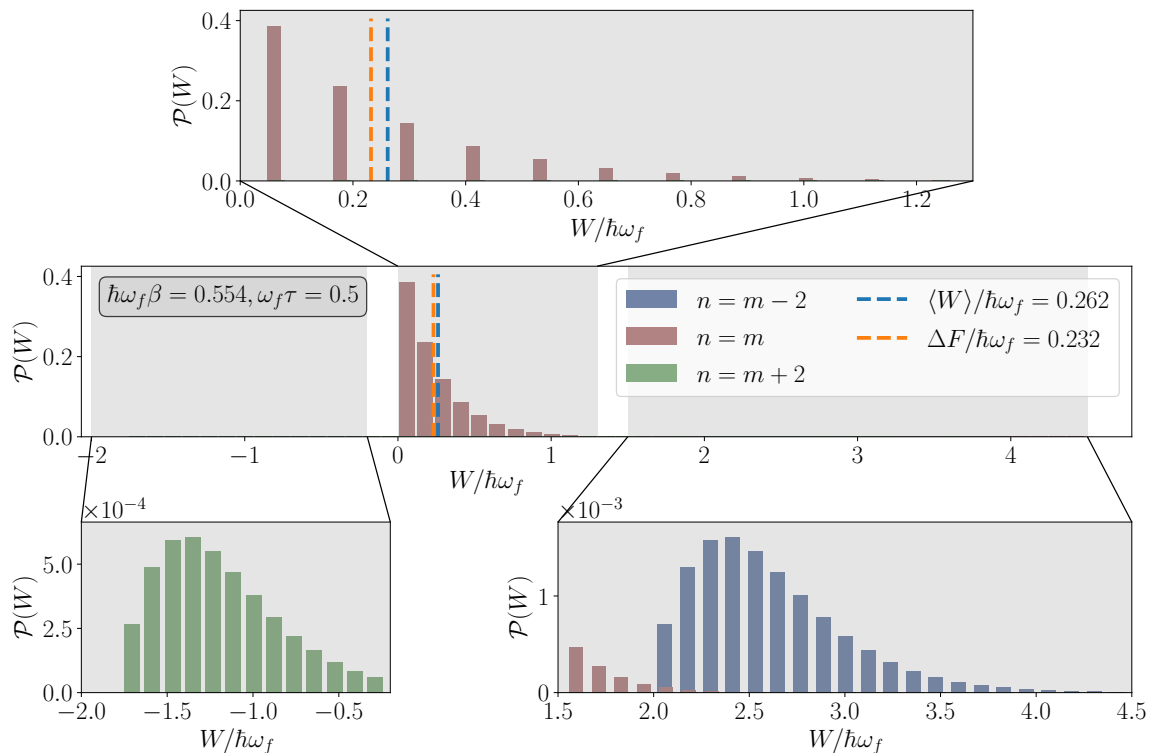 0.4
0.2
0.0
P(W)
0.0 0.2 0.4 0.6 0.8 1.0 1.2
W/ħω_f
0.4
0.2
0.0
P(W)
ħω_fβ = 0.554, ω_fτ = 0.5
n = m − 2
n = m
n = m + 2
⟨W⟩/ħω_f = 0.262
ΔF/ħω_f = 0.232
−2 −1 0 1 2 3 4
W/ħω_f
×10⁻⁴
5.0
2.5
0.0
P(W)
−2.0 −1.5 −1.0 −0.5
W/ħω_f
×10⁻³
1
0
P(W)
1.5 2.0 2.5 3.0 3.5 4.0 4.5
W/ħω_f